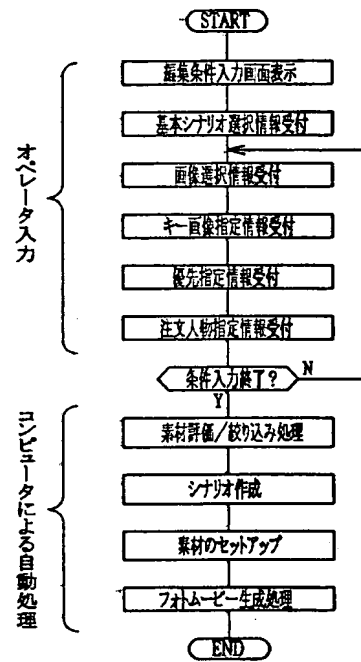 START
編集条件入力画面表示
基本シナリオ選択情報受付
画像選択情報受付
キー画像指定情報受付
優先指定情報受付
注文人物指定情報受付
オペレータ入力
条件入力終了?
N
Y
素材評価/絞り込み処理
シナリオ作成
素材のセットアップ
フォトムービー生成処理
コンピュータによる自動処理
END